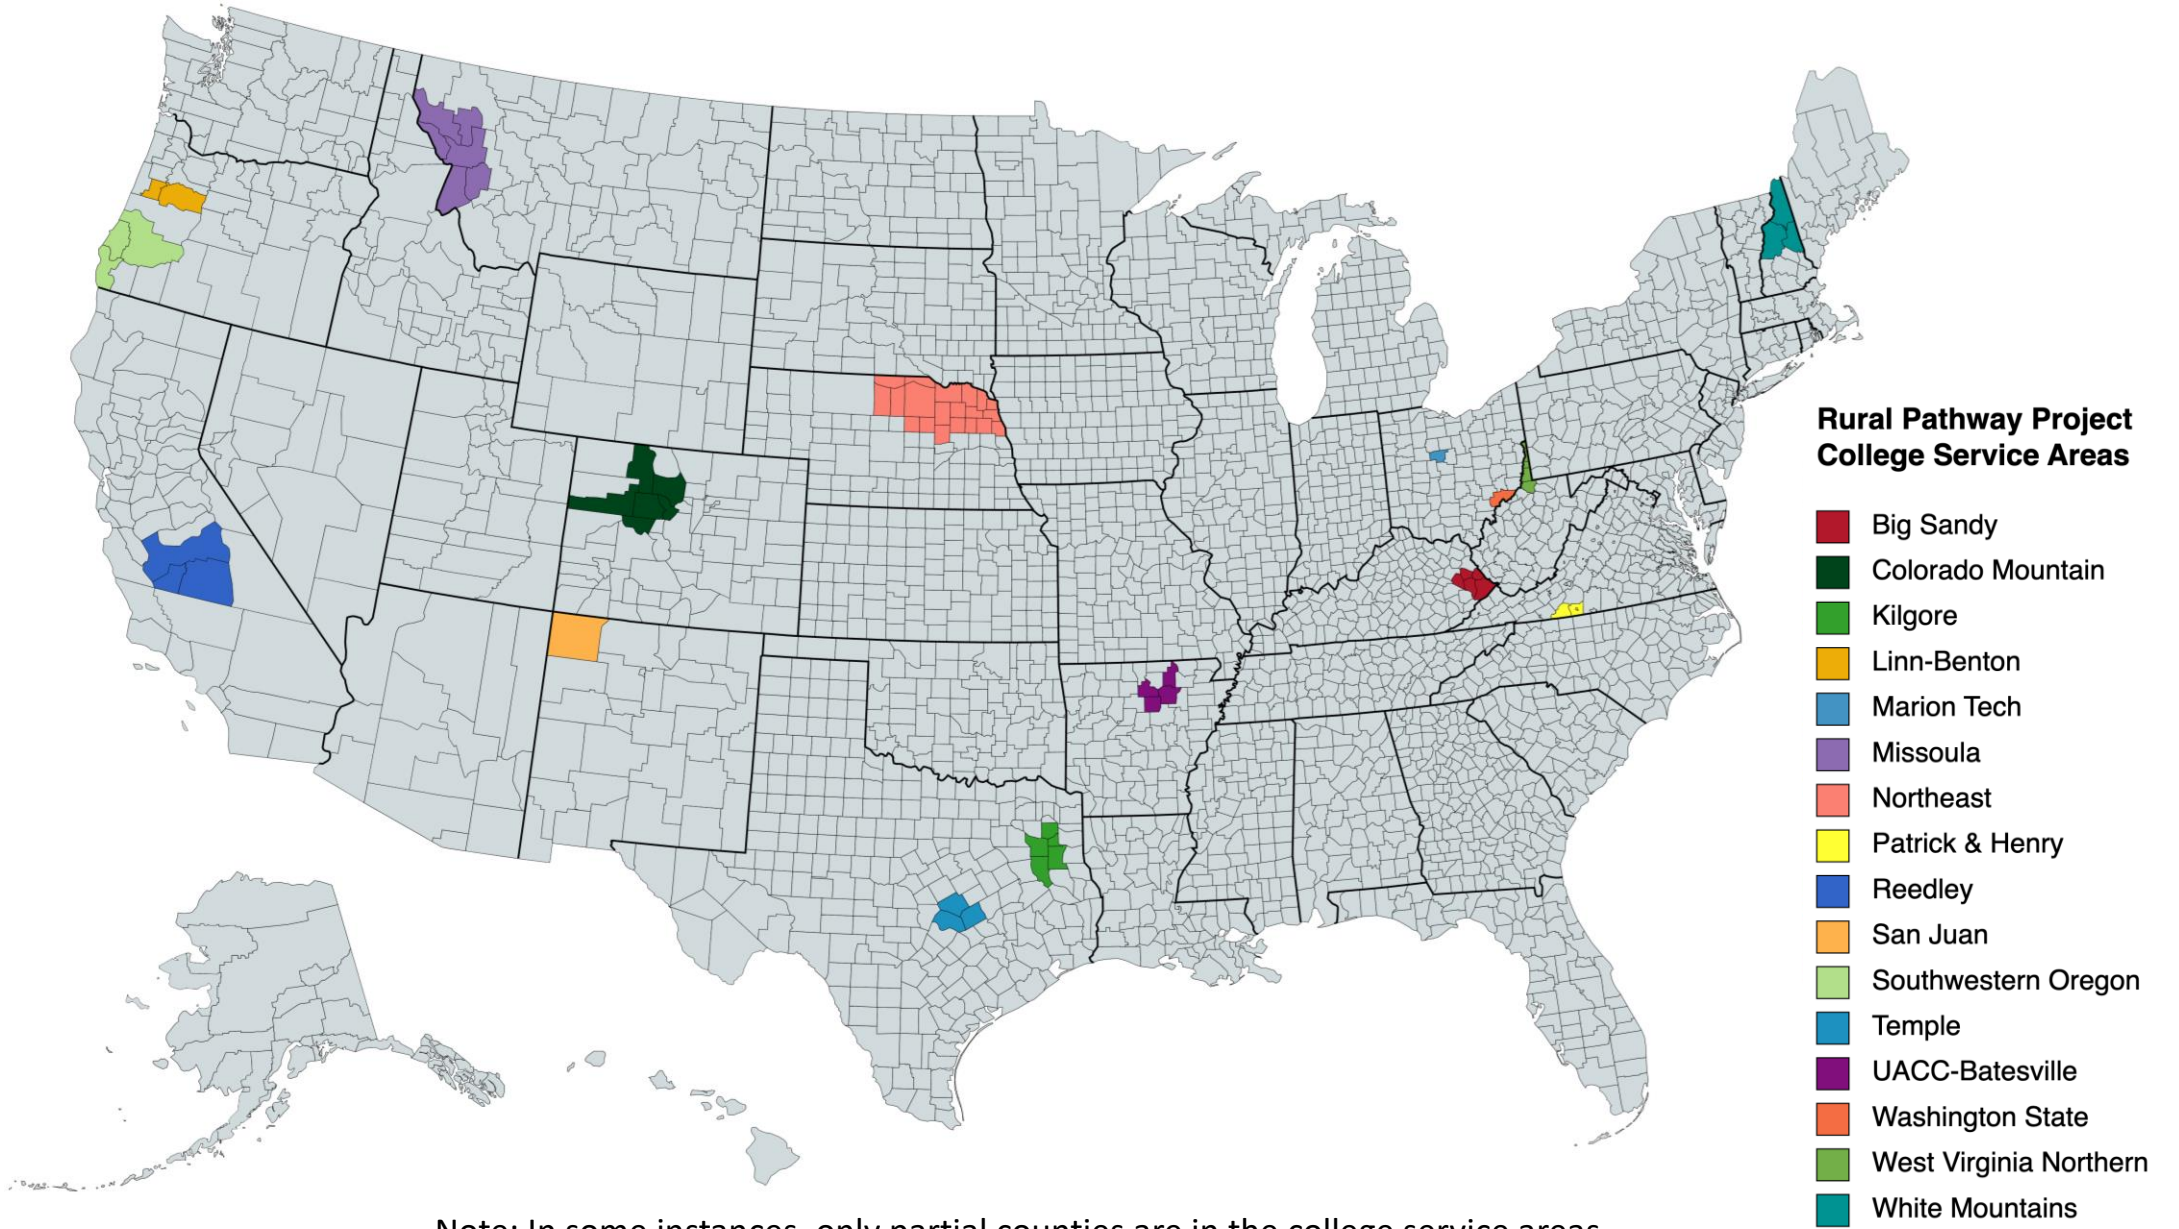 Rural Pathway Project
College Service Areas
Big Sandy
Colorado Mountain
Kilgore
Linn-Benton
Marion Tech
Missoula
Northeast
Patrick & Henry
Reedley
San Juan
Southwestern Oregon
Temple
UACC-Batesville
Washington State
West Virginia Northern
White Mountains
Note: In some instances, only partial counties are in the college service areas